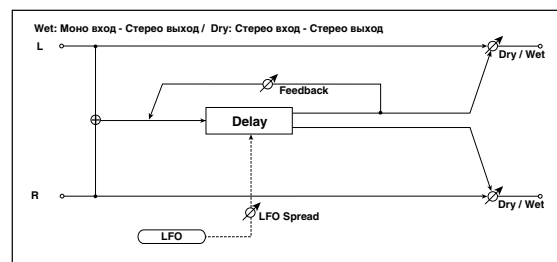 Wet: Моно вход - Стерео выход / Dry: Стерео вход - Стерео выход
L
Dry / Wet
Feedback
Delay
R
LFO Spread
Dry / Wet
LFO